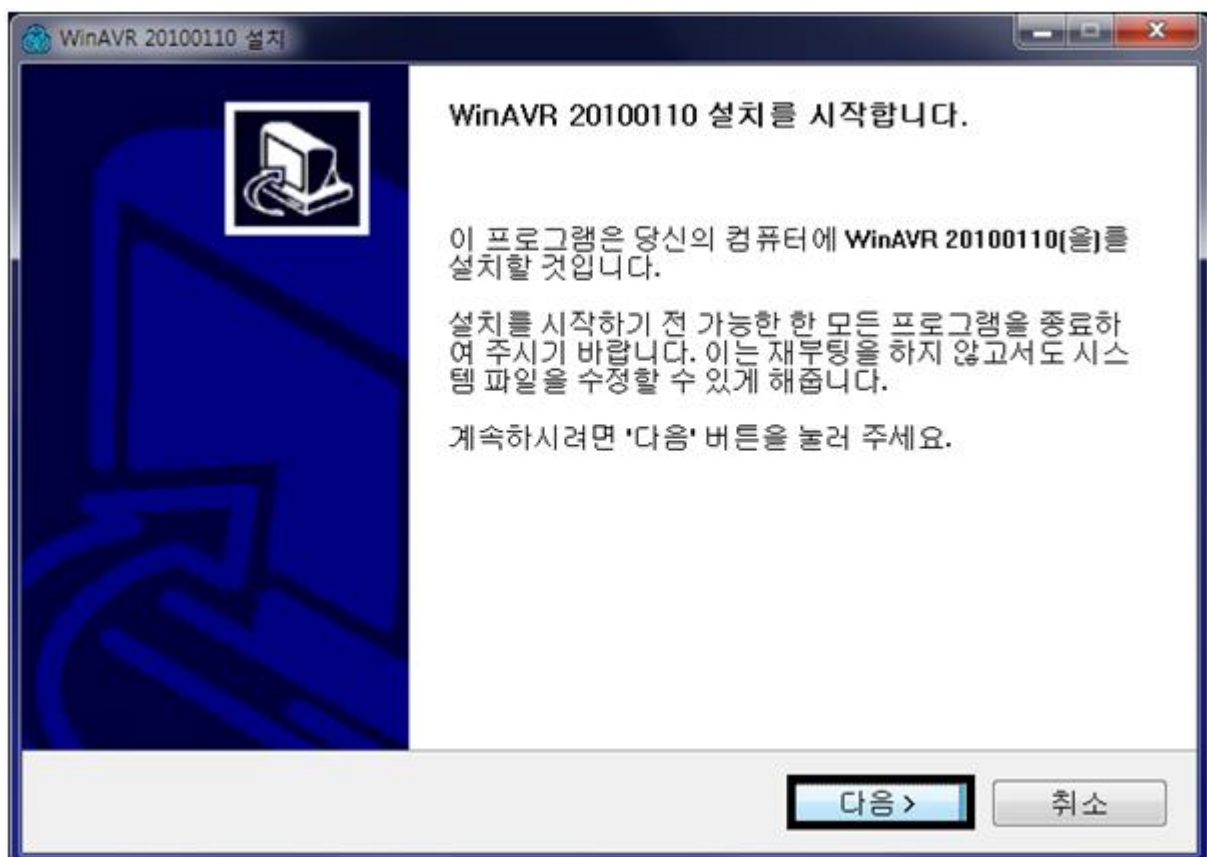 WinAVR 20100110 설치
WinAVR 20100110 설치를 시작합니다.
이 프로그램은 당신의 컴퓨터에 WinAVR 20100110(을)를
설치할 것입니다.
설치를 시작하기 전 가능한 한 모든 프로그램을 종료하
여 주시기 바랍니다. 이는 재부팅을 하지 않고서도 시스
템 파일을 수정할 수 있게 해줍니다.
계속하시려면 '다음' 버튼을 눌러 주세요.
다음 >
취소